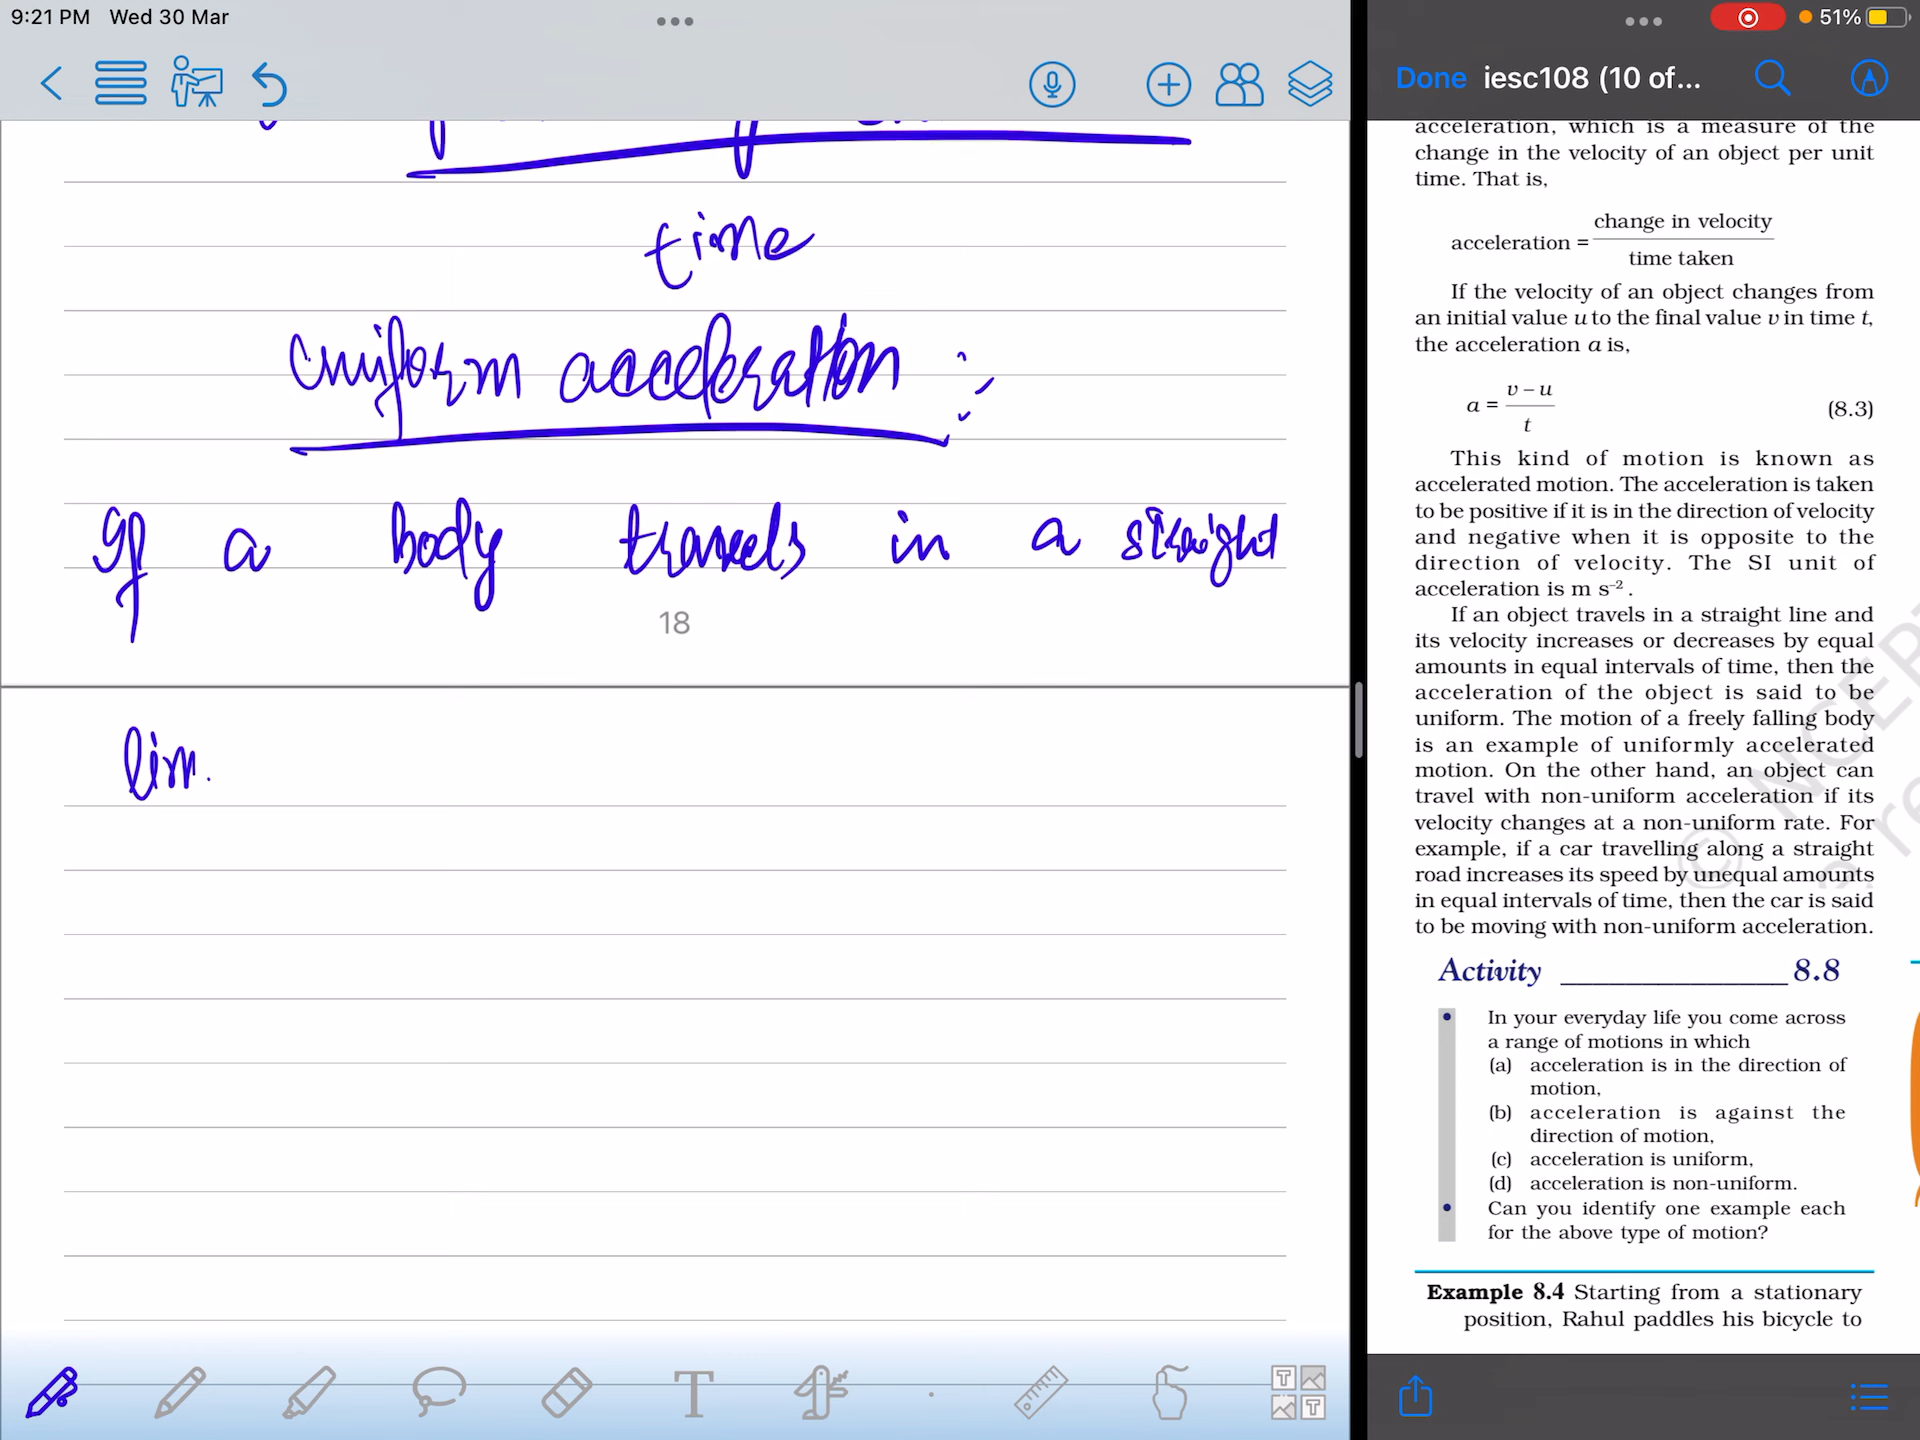 9:21 PM Wed 30 Mar
time
uniform acceleration :-
If a body travels in a straight
18
lin.
51%
Done iesc108 (10 of...
acceleration, which is a measure of the
change in the velocity of an object per unit
time. That is,
acceleration = change in velocity
time taken
If the velocity of an object changes from
an initial value u to the final value v in time t,
the acceleration a is,
a = v – u
t
(8.3)
This kind of motion is known as
accelerated motion. The acceleration is taken
to be positive if it is in the direction of velocity
and negative when it is opposite to the
direction of velocity. The SI unit of
acceleration is m s⁻².
If an object travels in a straight line and
its velocity increases or decreases by equal
amounts in equal intervals of time, then the
acceleration of the object is said to be
uniform. The motion of a freely falling body
is an example of uniformly accelerated
motion. On the other hand, an object can
travel with non-uniform acceleration if its
velocity changes at a non-uniform rate. For
example, if a car travelling along a straight
road increases its speed by unequal amounts
in equal intervals of time, then the car is said
to be moving with non-uniform acceleration.
© NCERT
Activity 8.8
• In your everyday life you come across
a range of motions in which
(a) acceleration is in the direction of
motion,
(b) acceleration is against the
direction of motion,
(c) acceleration is uniform,
(d) acceleration is non-uniform.
• Can you identify one example each
for the above type of motion?
Example 8.4 Starting from a stationary
position, Rahul paddles his bicycle to